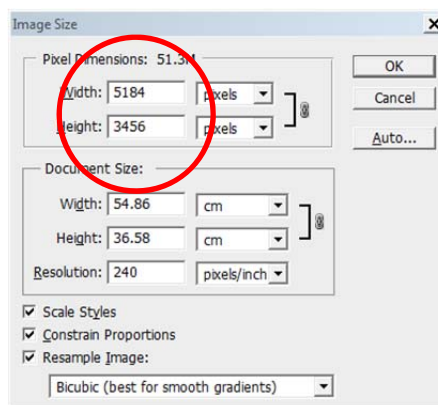 Image Size
Pixel Dimensions: 51.3M
OK
Width: 5184 pixels
Cancel
Height: 3456 pixels
Auto...
Document Size:
Width: 54.86 cm
Height: 36.58 cm
Resolution: 240 pixels/inch
Scale Styles
Constrain Proportions
Resample Image:
Bicubic (best for smooth gradients)